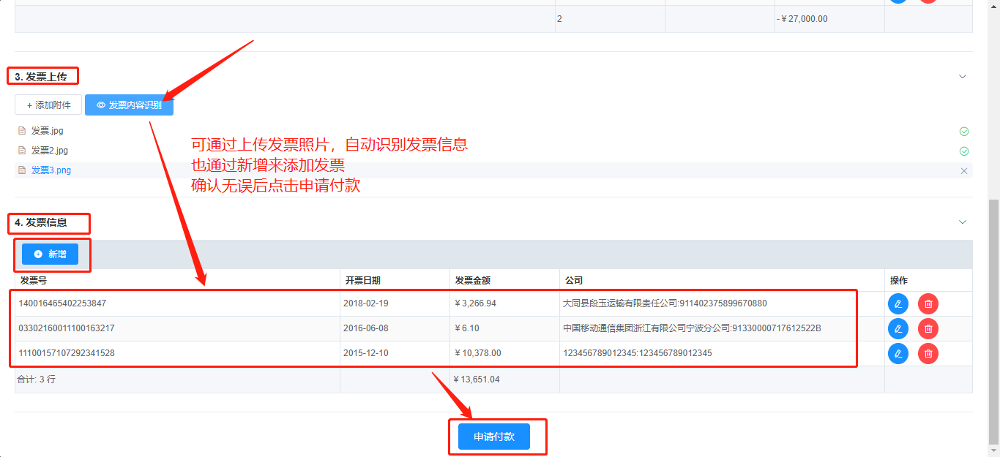 2 -￥27,000.00
3. 发票上传
+ 添加附件 发票内容识别
发票.jpg
发票2.jpg
发票3.png
可通过上传发票照片，自动识别发票信息
也通过新增来添加发票
确认无误后点击申请付款
4. 发票信息
新增
发票号 开票日期 发票金额 公司 操作
140016465402253847 2018-02-19 ￥3,266.94 大同县段玉运输有限责任公司:911402375899670880
03302160011100163217 2016-06-08 ￥6.10 中国移动通信集团浙江有限公司宁波分公司:91330000717612522B
11100157107292341528 2015-12-10 ￥10,378.00 123456789012345:123456789012345
合计: 3 行 ￥13,651.04
申请付款